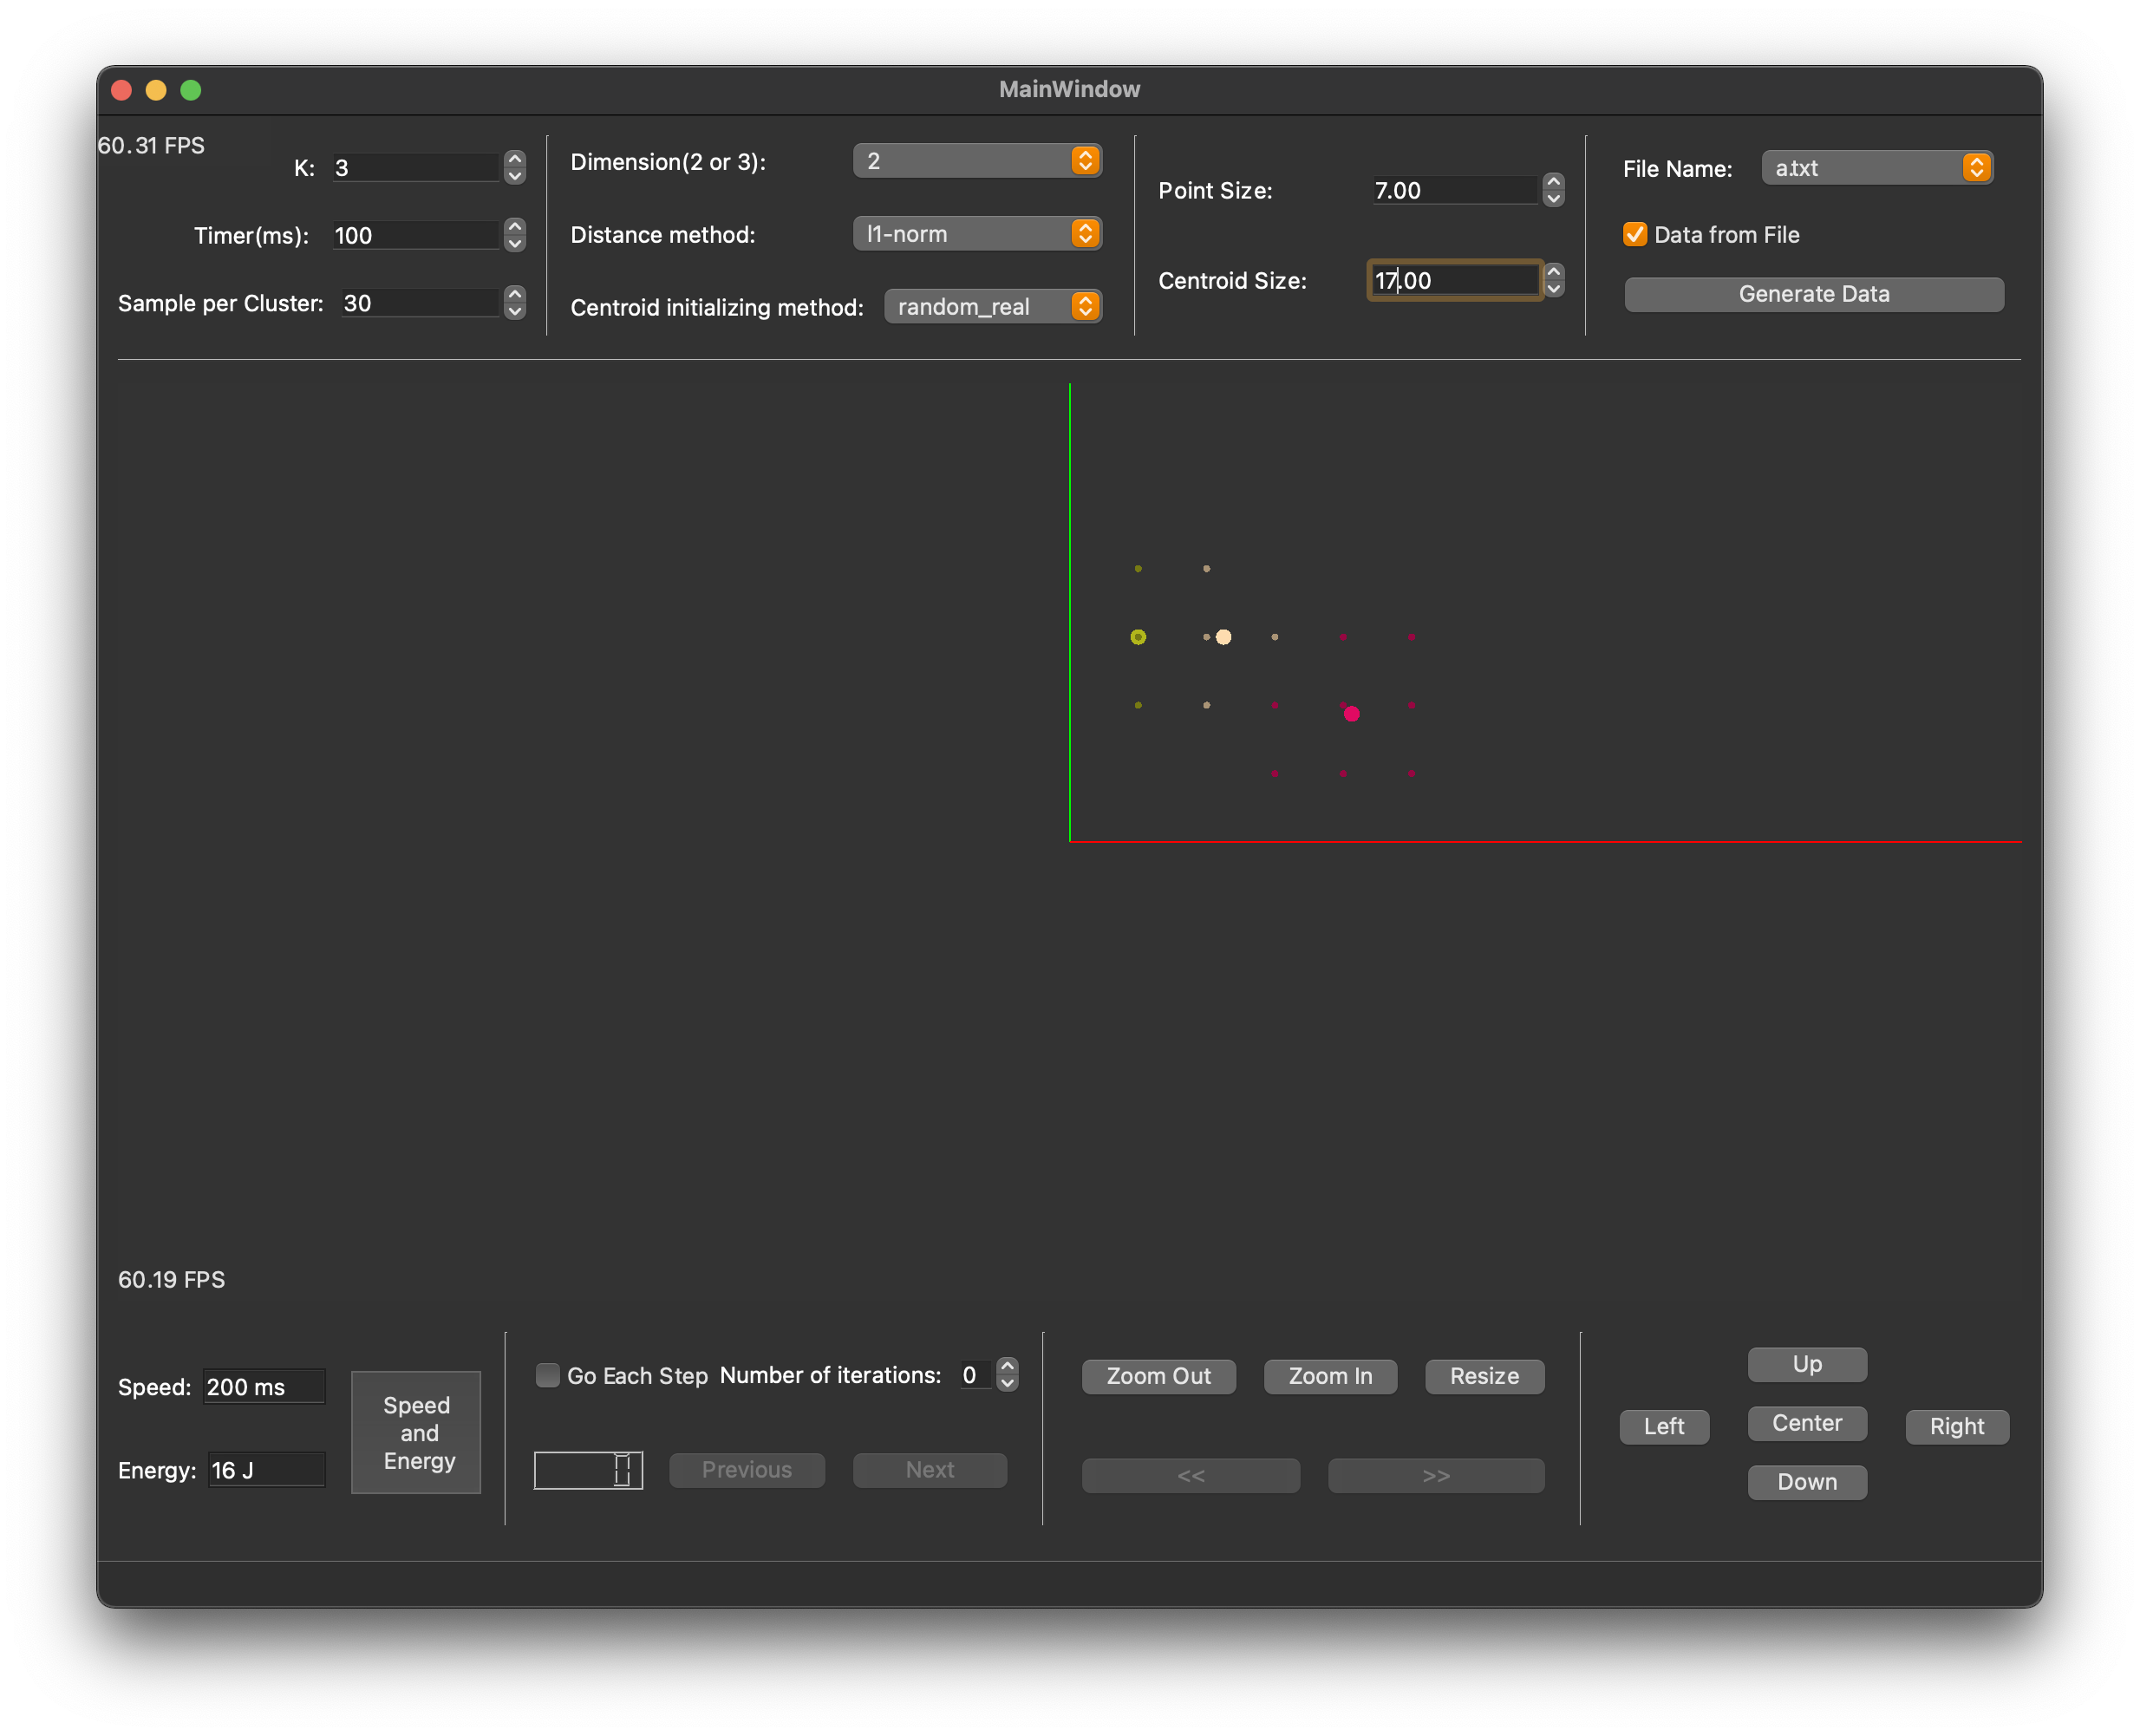 MainWindow
60.31 FPS
K: 3
Timer(ms): 100
Sample per Cluster: 30
Dimension(2 or 3): 2
Distance method: l1-norm
Centroid initializing method: random_real
Point Size: 7.00
Centroid Size: 17.00
File Name: a.txt
Data from File
Generate Data
60.19 FPS
Speed: 200 ms
Energy: 16 J
Speed
and
Energy
Go Each Step Number of iterations: 0
0
Previous
Next
Zoom Out
Zoom In
Resize
<<
>>
Up
Left
Center
Right
Down